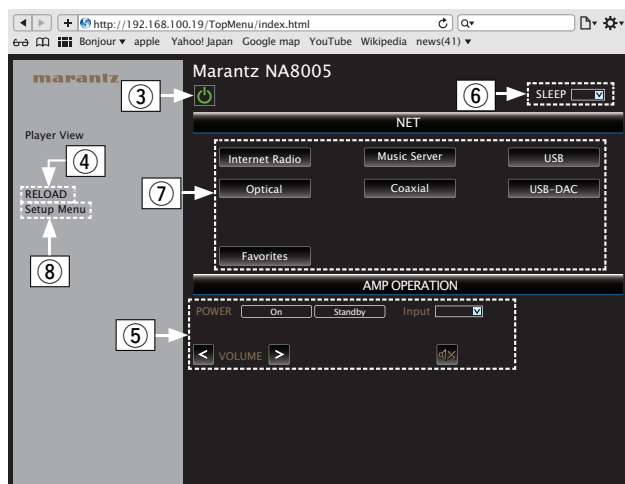 http://192.168.100.19/TopMenu/index.html
Bonjour apple Yahoo! Japan Google map YouTube Wikipedia news(41)
marantz
Marantz NA8005
③
⑥
SLEEP
NET
Player View
④
Internet Radio Music Server USB
⑦
RELOAD
Optical Coaxial USB-DAC
Setup Menu
⑧
Favorites
AMP OPERATION
POWER On Standby Input
⑤
< VOLUME >